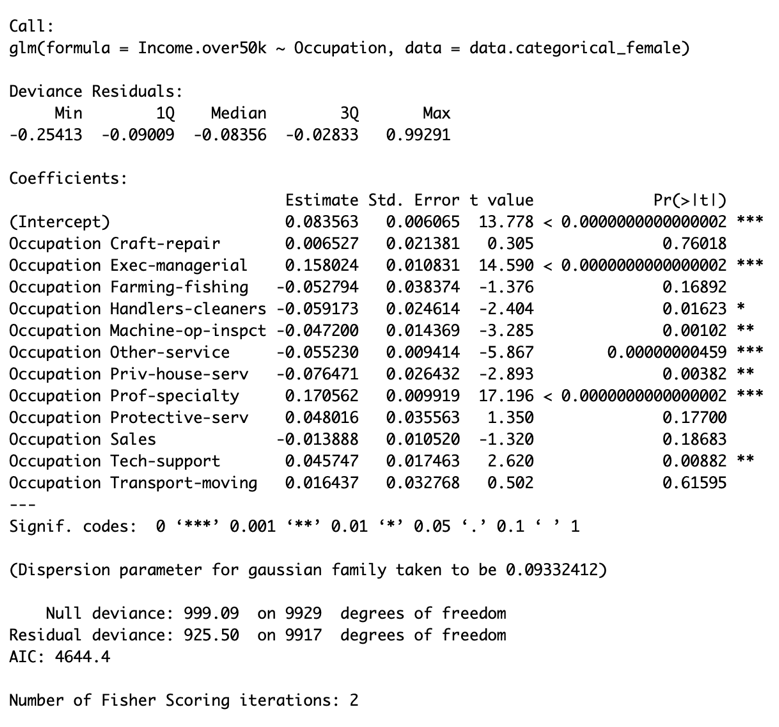 Call:
glm(formula = Income.over50k ~ Occupation, data = data.categorical_female)

Deviance Residuals:
     Min       1Q   Median       3Q      Max
-0.25413 -0.09009 -0.08356 -0.02833  0.99291

Coefficients:
                              Estimate Std. Error t value             Pr(>|t|)
(Intercept)                   0.083563   0.006065  13.778 < 0.0000000000000002 ***
Occupation Craft-repair       0.006527   0.021381   0.305              0.76018
Occupation Exec-managerial    0.158024   0.010831  14.590 < 0.0000000000000002 ***
Occupation Farming-fishing   -0.052794   0.038374  -1.376              0.16892
Occupation Handlers-cleaners -0.059173   0.024614  -2.404              0.01623 *
Occupation Machine-op-inspct -0.047200   0.014369  -3.285              0.00102 **
Occupation Other-service     -0.055230   0.009414  -5.867        0.00000000459 ***
Occupation Priv-house-serv   -0.076471   0.026432  -2.893              0.00382 **
Occupation Prof-specialty     0.170562   0.009919  17.196 < 0.0000000000000002 ***
Occupation Protective-serv    0.048016   0.035563   1.350              0.17700
Occupation Sales             -0.013888   0.010520  -1.320              0.18683
Occupation Tech-support       0.045747   0.017463   2.620              0.00882 **
Occupation Transport-moving   0.016437   0.032768   0.502              0.61595
---
Signif. codes:  0 ‘***’ 0.001 ‘**’ 0.01 ‘*’ 0.05 ‘.’ 0.1 ‘ ’ 1

(Dispersion parameter for gaussian family taken to be 0.09332412)

    Null deviance: 999.09  on 9929  degrees of freedom
Residual deviance: 925.50  on 9917  degrees of freedom
AIC: 4644.4

Number of Fisher Scoring iterations: 2